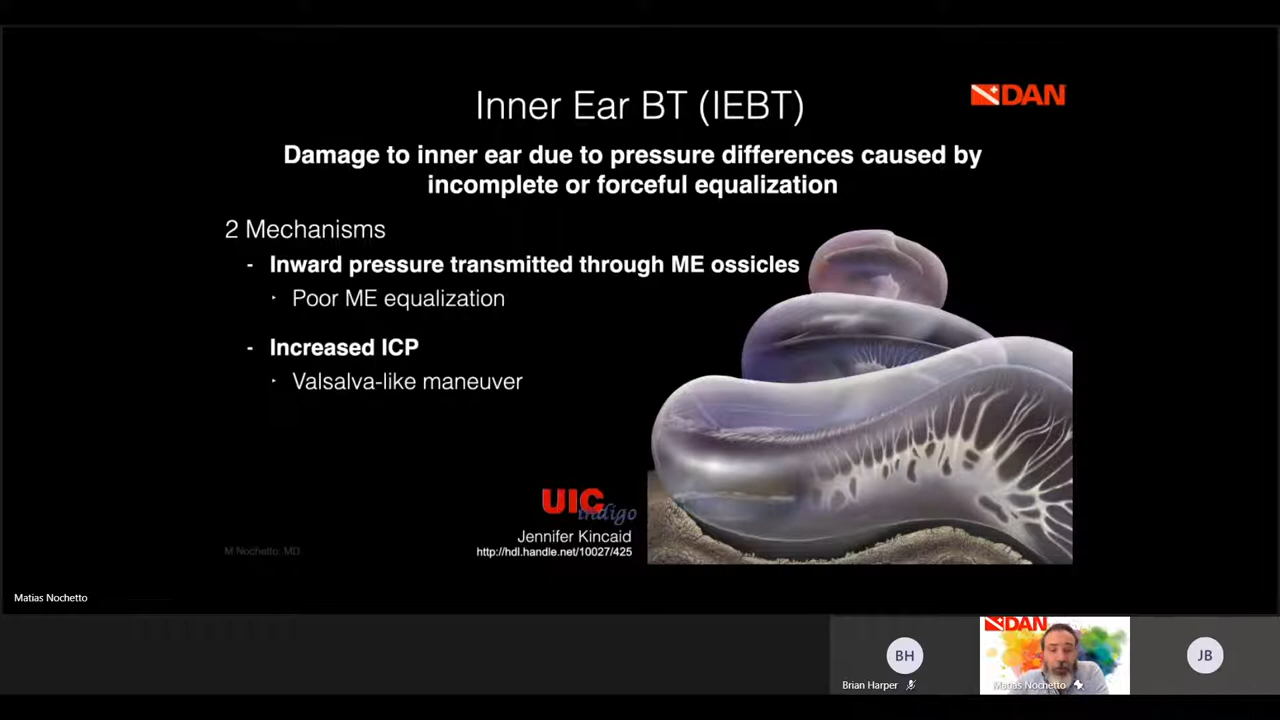 Inner Ear BT (IEBT)
DAN
Damage to inner ear due to pressure differences caused by
incomplete or forceful equalization
2 Mechanisms
- Inward pressure transmitted through ME ossicles
‣ Poor ME equalization
- Increased ICP
‣ Valsalva-like maneuver
UIC
indigo
Jennifer Kincaid
http://hdl.handle.net/10027/425
M Nochetto. MD
Matias Nochetto
DAN
BH
JB
Brian Harper
Matias Nochetto